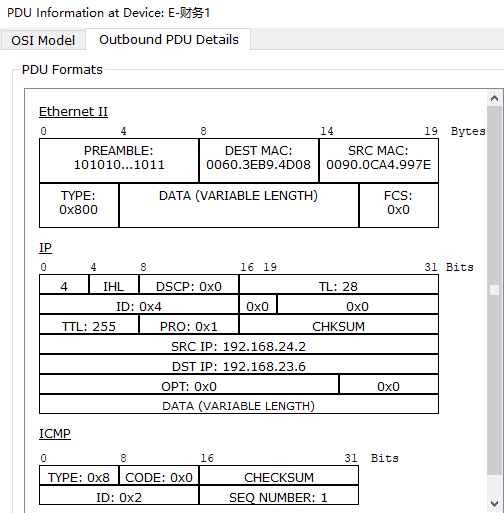 PDU Information at Device: E-财务1
OSI Model Outbound PDU Details
PDU Formats
Ethernet II
0 4 8 14 19 Bytes
PREAMBLE: DEST MAC: SRC MAC:
101010...1011 0060.3EB9.4D08 0090.0CA4.997E
TYPE: DATA (VARIABLE LENGTH) FCS:
0x800 0x0
IP
0 4 8 16 19 31 Bits
4 IHL DSCP: 0x0 TL: 28
ID: 0x4 0x0 0x0
TTL: 255 PRO: 0x1 CHKSUM
SRC IP: 192.168.24.2
DST IP: 192.168.23.6
OPT: 0x0 0x0
DATA (VARIABLE LENGTH)
ICMP
0 8 16 31 Bits
TYPE: 0x8 CODE: 0x0 CHECKSUM
ID: 0x2 SEQ NUMBER: 1